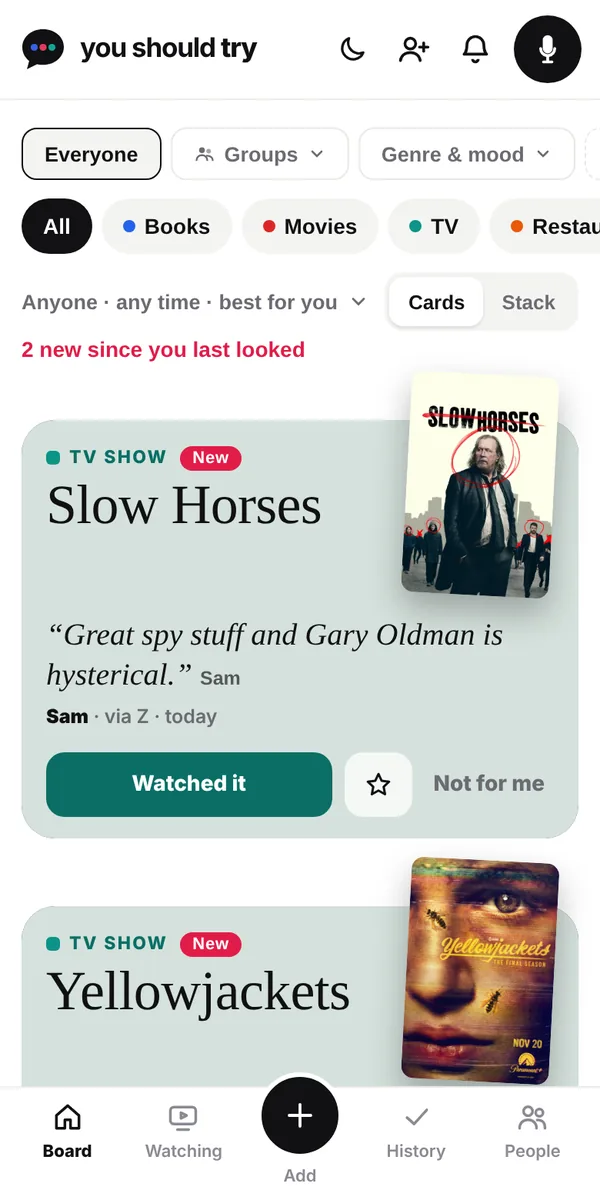 you should try
Everyone
Groups
Genre & mood
All
Books
Movies
TV
Restau
Anyone · any time · best for you
Cards
Stack
2 new since you last looked
SLOW HORSES
TV SHOW
New
Slow Horses
“Great spy stuff and Gary Oldman is
hysterical.” Sam
Sam · via Z · today
Watched it
Not for me
TV SHOW
New
Yellowjackets
Yellowjackets
THE FINAL SEASON
NOV 20
Paramount+
Board
Watching
Add
History
People